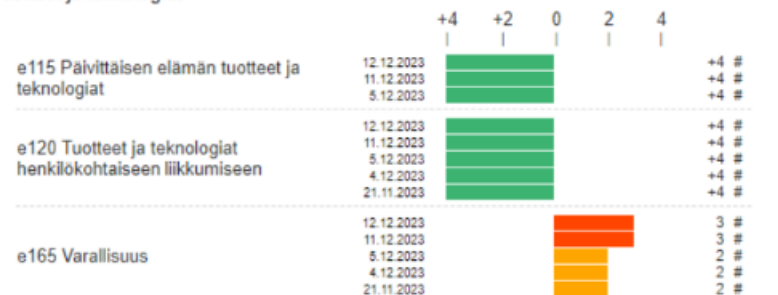 +4 +2 0 2 4
e115 Päivittäisen elämän tuotteet ja
teknologiat
12.12.2023 +4 #
11.12.2023 +4 #
5.12.2023 +4 #
e120 Tuotteet ja teknologiat
henkilökohtaiseen liikkumiseen
12.12.2023 +4 #
11.12.2023 +4 #
5.12.2023 +4 #
4.12.2023 +4 #
21.11.2023 +4 #
e165 Varallisuus
12.12.2023 3 #
11.12.2023 3 #
5.12.2023 2 #
4.12.2023 2 #
21.11.2023 2 #